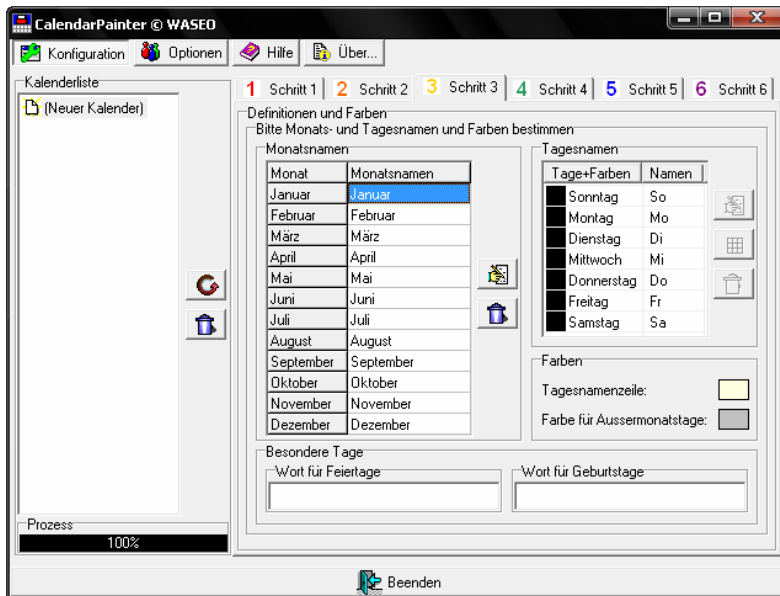 CalendarPainter © WASEO
Konfiguration Optionen Hilfe Über...
Kalenderliste
(Neuer Kalender)
1 Schritt 1 2 Schritt 2 3 Schritt 3 4 Schritt 4 5 Schritt 5 6 Schritt 6
Definitionen und Farben
Bitte Monats- und Tagesnamen und Farben bestimmen
Monatsnamen
Monat Monatsnamen
Januar Januar
Februar Februar
März März
April April
Mai Mai
Juni Juni
Juli Juli
August August
September September
Oktober Oktober
November November
Dezember Dezember
Tagesnamen
Tage+Farben Namen
Sonntag So
Montag Mo
Dienstag Di
Mittwoch Mi
Donnerstag Do
Freitag Fr
Samstag Sa
Farben
Tagesnamenzeile:
Farbe für Aussermonatstage:
Besondere Tage
Wort für Feiertage
Wort für Geburtstage
Prozess
100%
Beenden